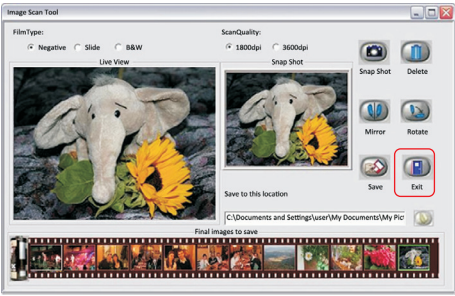 Image Scan Tool
FilmType:
Negative Slide B&W
ScanQuality:
1800dpi 3600dpi
Live View
Snap Shot
Snap Shot Delete
Mirror Rotate
Save Exit
Save to this location
C:\Documents and Settings\user\My Documents\My Pict
Final images to save